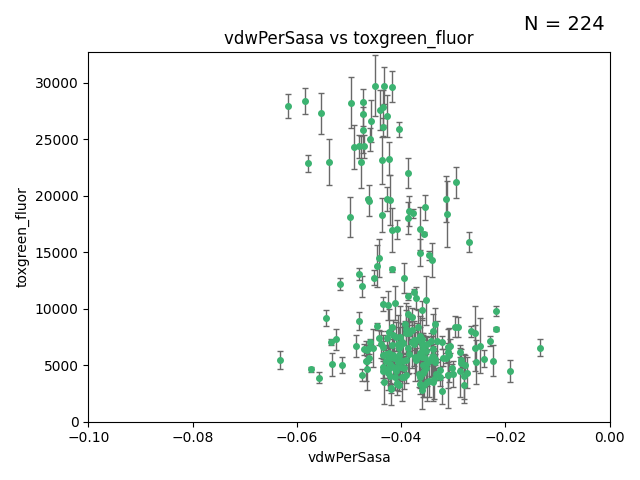 N = 224
vdwPerSasa vs toxgreen_fluor
toxgreen_fluor
30000
25000
20000
15000
10000
5000
0
−0.10 −0.08 −0.06 −0.04 −0.02 0.00
vdwPerSasa